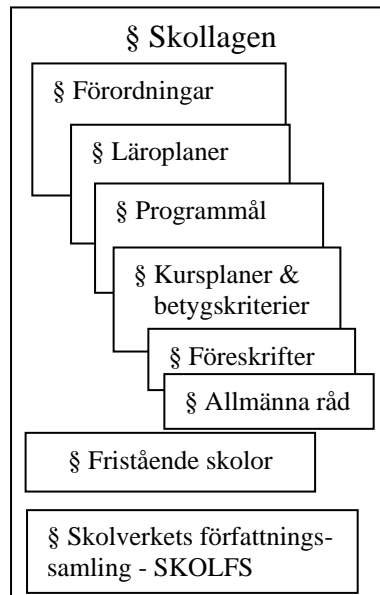 § Skollagen
§ Förordningar
§ Läroplaner
§ Programmål
§ Kursplaner &
betygskriterier
§ Föreskrifter
§ Allmänna råd
§ Fristående skolor
§ Skolverkets författnings-
samling - SKOLFS